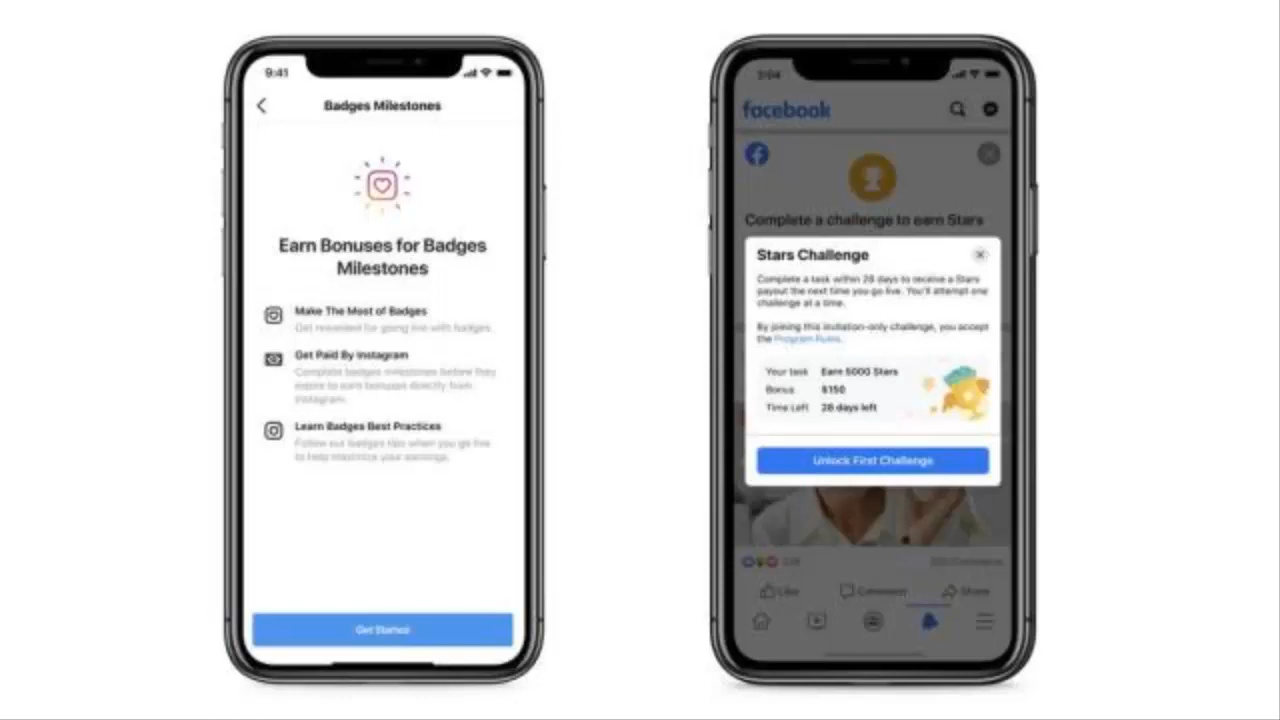 9:41
Badges Milestones
Earn Bonuses for Badges
Milestones
Make The Most of Badges
Get rewarded for going live with badges.
Get Paid By Instagram
Complete badges milestones before they
expire to earn bonuses directly from
Instagram.
Learn Badges Best Practices
Follow our badges tips when you go live
to help maximize your earnings.
Get Started
3:04
facebook
Complete a challenge to earn Stars
Stars Challenge
Complete a task within 28 days to receive a Stars
payout the next time you go live. You'll attempt one
challenge at a time.
By joining this invitation-only challenge, you accept
the Program Rules.
Your task Earn 5000 Stars
Bonus $150
Time Left 28 days left
Unlock First Challenge
Comments
Like Comment Share